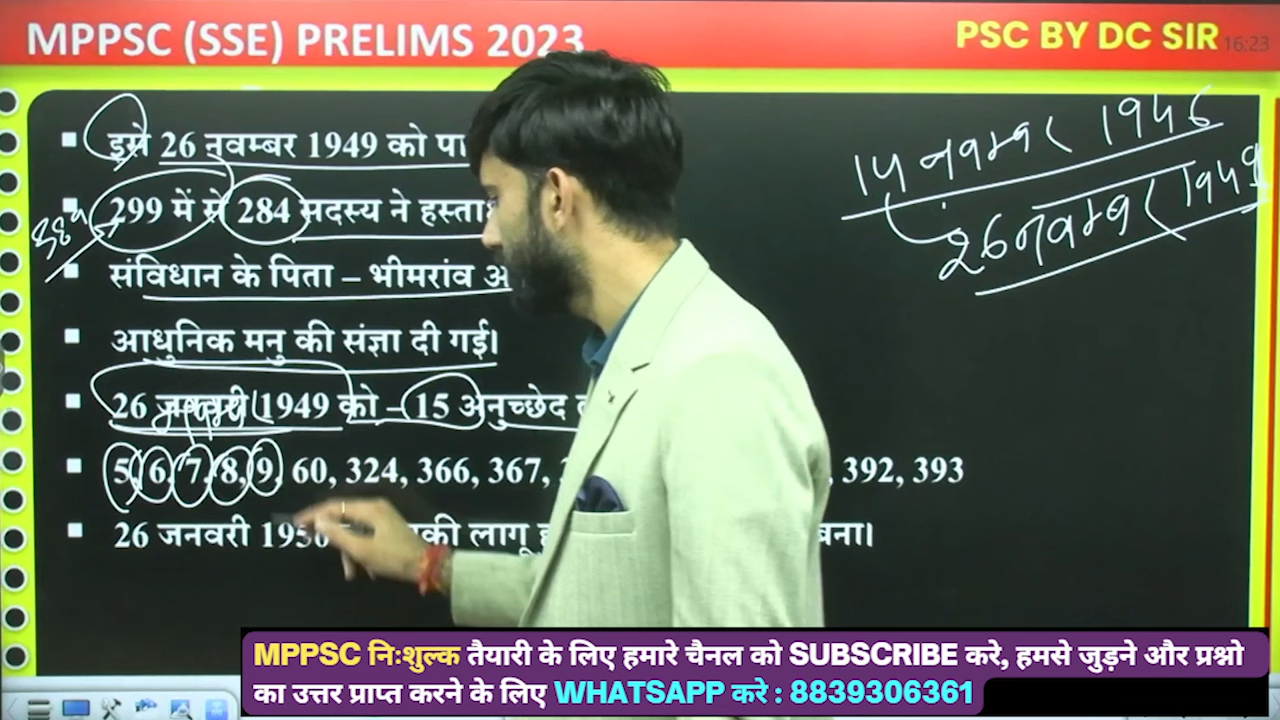 MPPSC (SSE) PRELIMS 2023
PSC BY DC SIR
16:23
14 नवम्बर 1946
26 नवम्बर 1949
इसे 26 नवम्बर 1949 को
299 में से 284 सदस्य ने
389
संविधान के पिता – भीमरांव
आधुनिक मनु की संज्ञा दी गई।
26 1949 को – 15 अनुच्छेद
नवम्बर
5, 6, 7, 8, 9, 60, 324, 366, 367, 392, 393
26 जनवरी लागू
MPPSC निःशुल्क तैयारी के लिए हमारे चैनल को SUBSCRIBE करे, हमसे जुड़ने और प्रश्नो
का उत्तर प्राप्त करने के लिए WHATSAPP करे : 8839306361